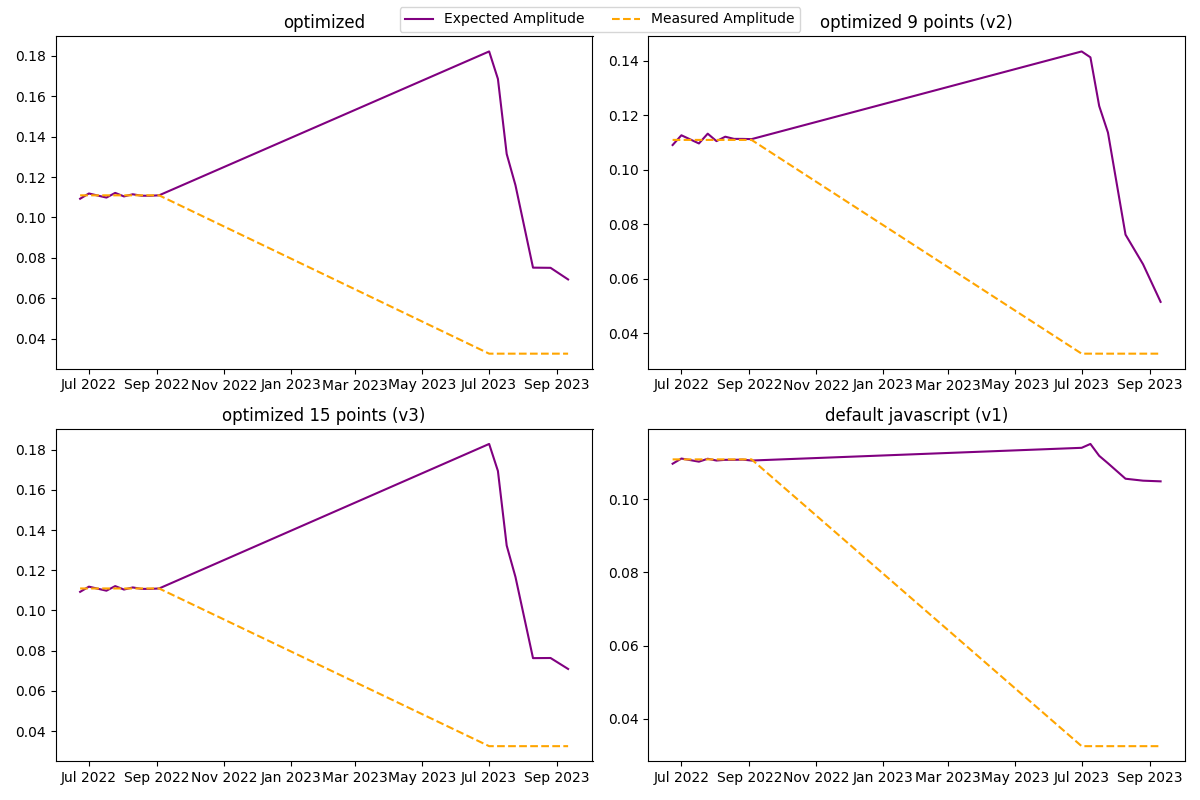 Expected Amplitude Measured Amplitude
optimized
0.18
0.16
0.14
0.12
0.10
0.08
0.06
0.04
Jul 2022 Sep 2022 Nov 2022 Jan 2023 Mar 2023 May 2023 Jul 2023 Sep 2023
optimized 9 points (v2)
0.14
0.12
0.10
0.08
0.06
0.04
Jul 2022 Sep 2022 Nov 2022 Jan 2023 Mar 2023 May 2023 Jul 2023 Sep 2023
optimized 15 points (v3)
0.18
0.16
0.14
0.12
0.10
0.08
0.06
0.04
Jul 2022 Sep 2022 Nov 2022 Jan 2023 Mar 2023 May 2023 Jul 2023 Sep 2023
default javascript (v1)
0.10
0.08
0.06
0.04
Jul 2022 Sep 2022 Nov 2022 Jan 2023 Mar 2023 May 2023 Jul 2023 Sep 2023